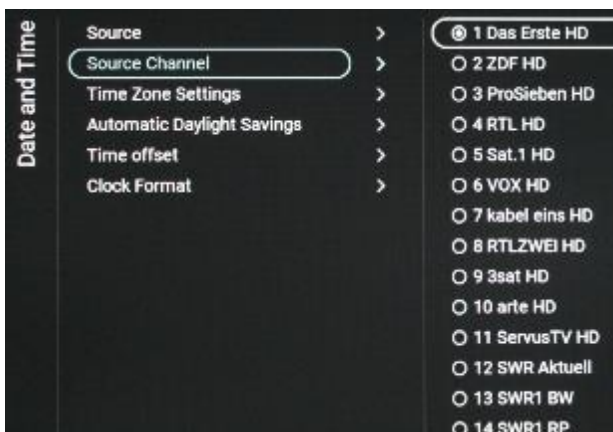 Date and Time
Source
Source Channel
Time Zone Settings
Automatic Daylight Savings
Time offset
Clock Format
1 Das Erste HD
2 ZDF HD
3 ProSieben HD
4 RTL HD
5 Sat.1 HD
6 VOX HD
7 kabel eins HD
8 RTLZWEI HD
9 3sat HD
10 arte HD
11 ServusTV HD
12 SWR Aktuell
13 SWR1 BW
14 SWR1 RP